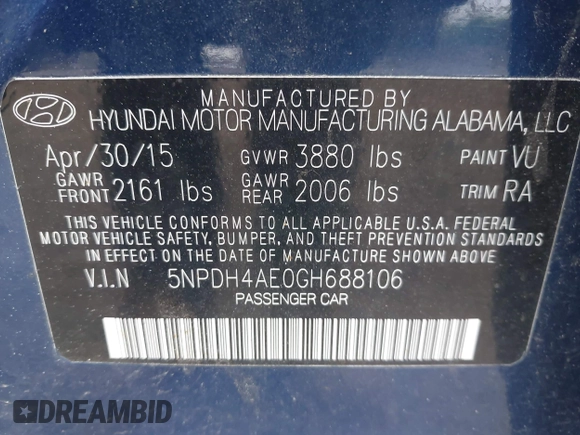 MANUFACTURED BY
HYUNDAI MOTOR MANUFACTURING ALABAMA, LLC
Apr/30/15 GVWR 3880 lbs PAINT VU
GAWR FRONT 2161 lbs GAWR REAR 2006 lbs TRIM RA
THIS VEHICLE CONFORMS TO ALL APPLICABLE U.S.A. FEDERAL
MOTOR VEHICLE SAFETY, BUMPER, AND THEFT PREVENTION STANDARDS
IN EFFECT ON THE DATE OF MANUFACTURE SHOWN ABOVE
V.I.N 5NPDH4AE0GH688106
PASSENGER CAR
DREAMBID